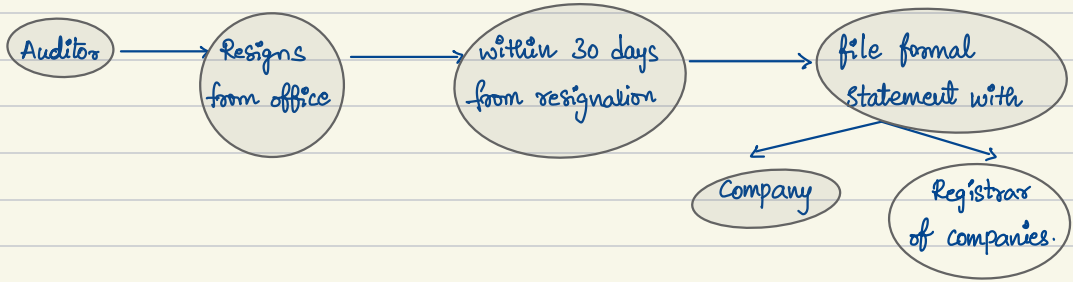 Auditor
Resigns
from office
within 30 days
from resignation
file formal
statement with
Company
Registrar
of companies.